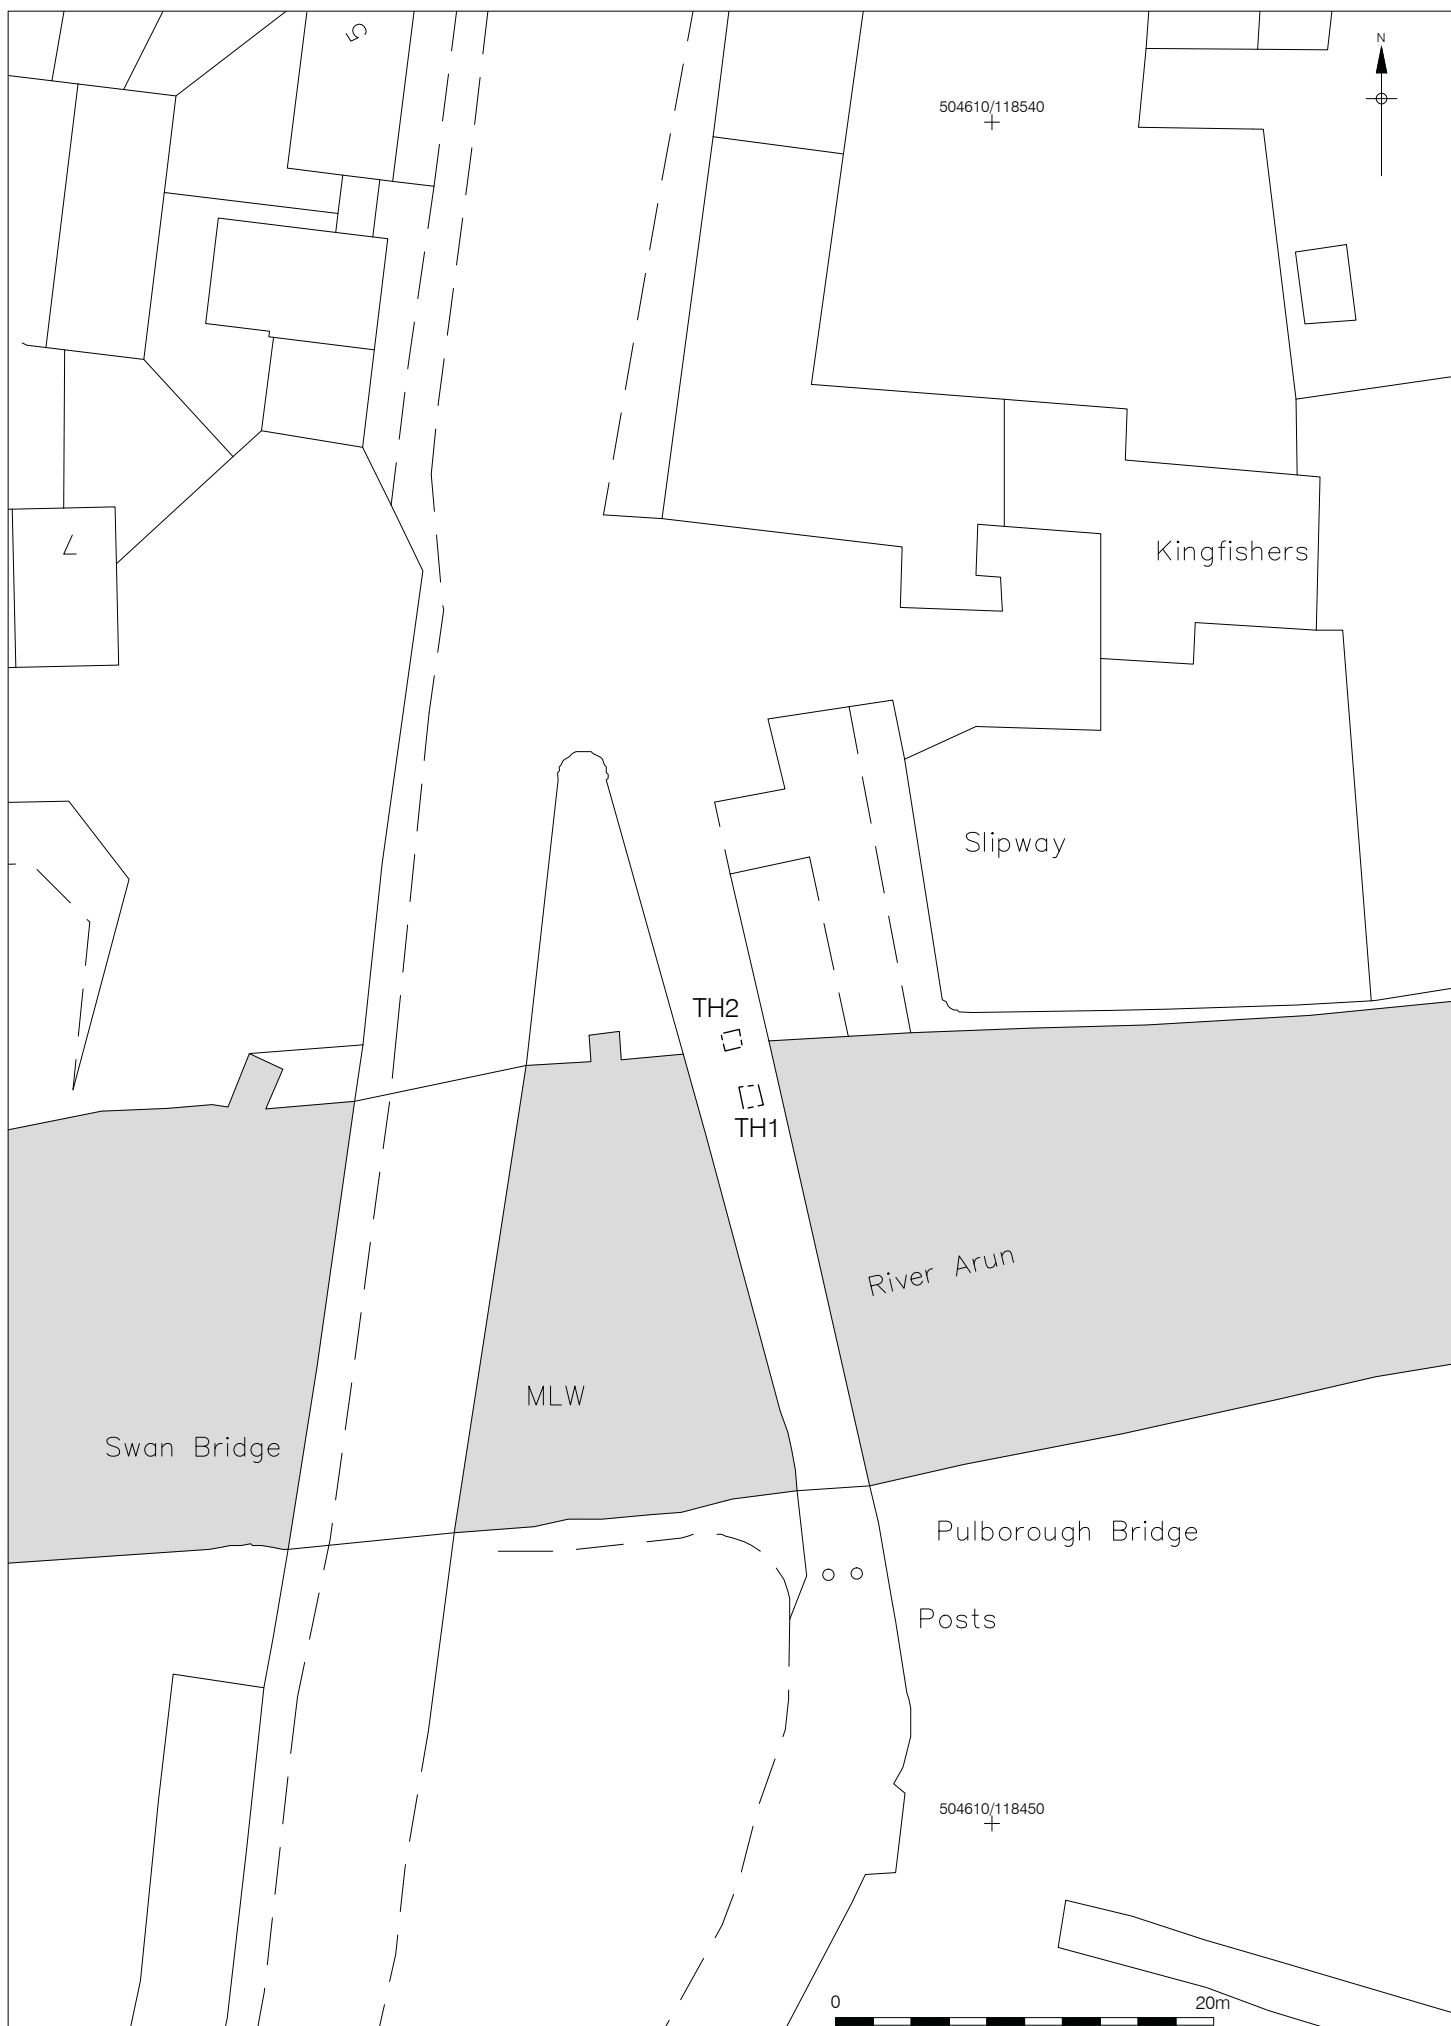 5
N
504610/118540
7
Kingfishers
Slipway
TH2
TH1
River Arun
MLW
Swan Bridge
Pulborough Bridge
Posts
504610/118450
0 20m